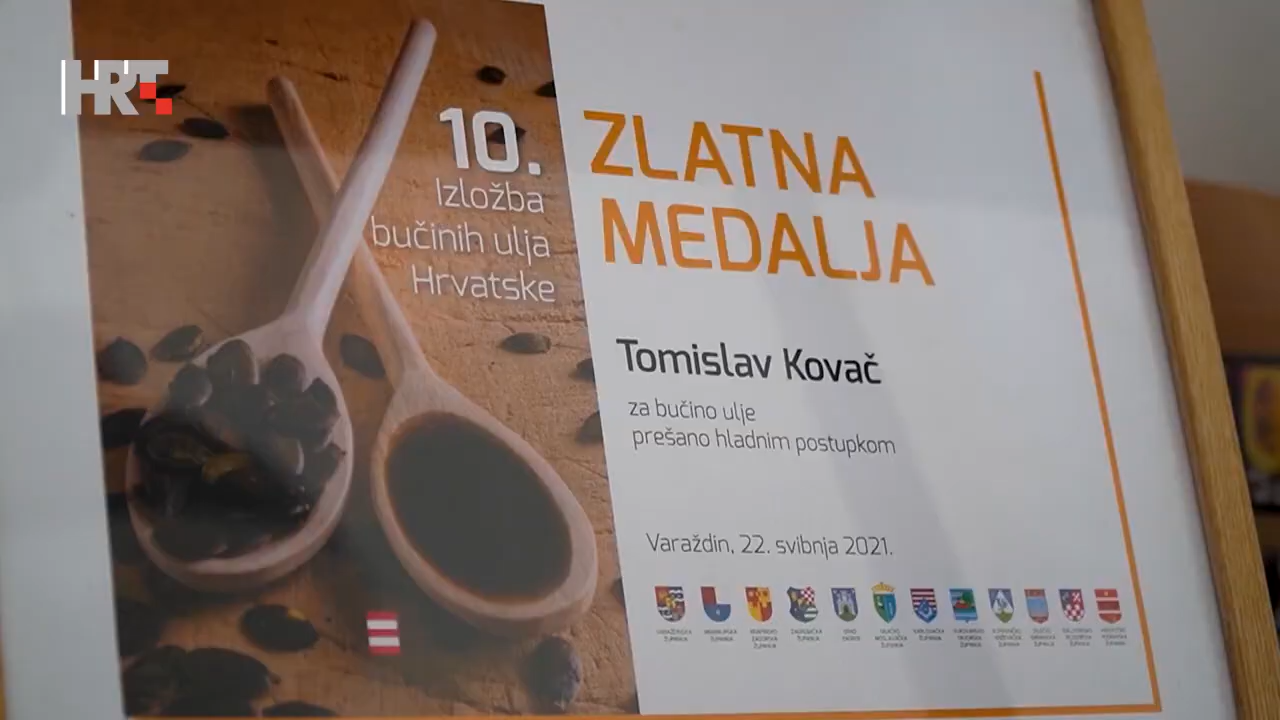 HRT
10.
Izložba
bučinih ulja
Hrvatske
ZLATNA
MEDALJA
Tomislav Kovač
za bučino ulje
prešano hladnim postupkom
Varaždin, 22. svibnja 2021.